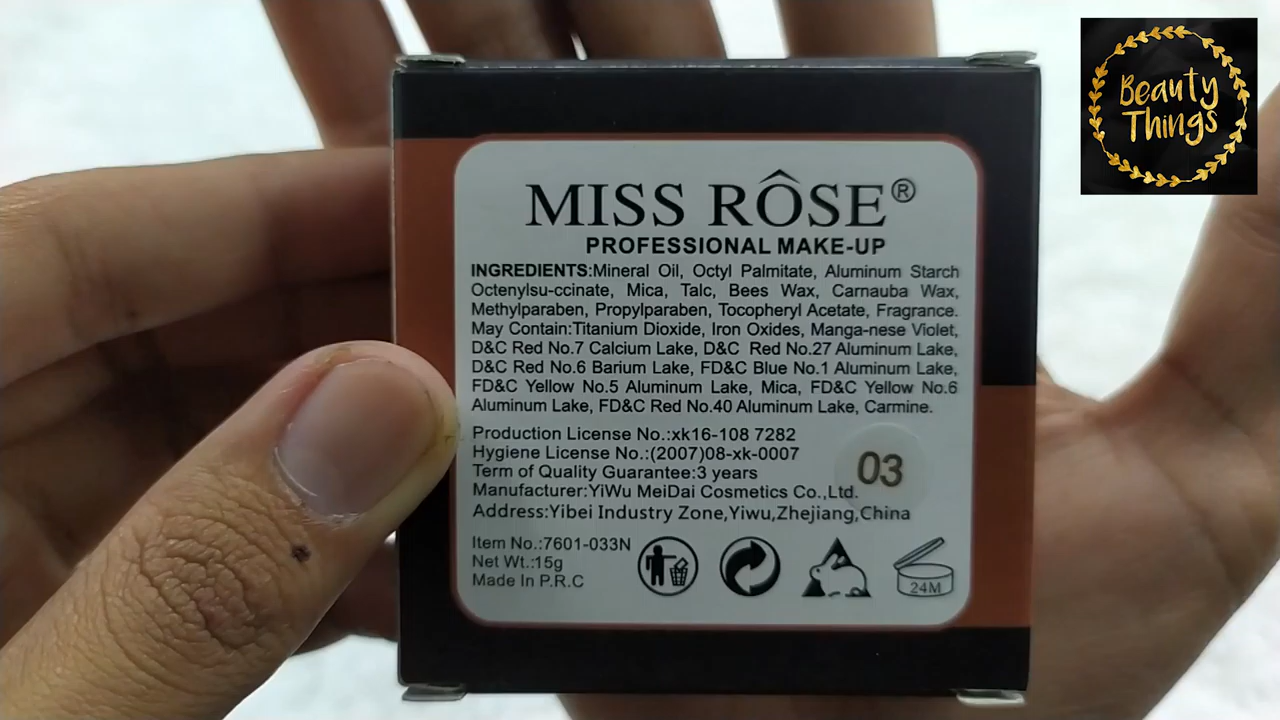 Beauty
Things
MISS RÔSE®
PROFESSIONAL MAKE-UP
INGREDIENTS:Mineral Oil, Octyl Palmitate, Aluminum Starch
Octenylsu-ccinate, Mica, Talc, Bees Wax, Carnauba Wax,
Methylparaben, Propylparaben, Tocopheryl Acetate, Fragrance.
May Contain:Titanium Dioxide, Iron Oxides, Manga-nese Violet,
D&C Red No.7 Calcium Lake, D&C Red No.27 Aluminum Lake,
D&C Red No.6 Barium Lake, FD&C Blue No.1 Aluminum Lake,
FD&C Yellow No.5 Aluminum Lake, Mica, FD&C Yellow No.6
Aluminum Lake, FD&C Red No.40 Aluminum Lake, Carmine.
Production License No.:xk16-108 7282
Hygiene License No.:(2007)08-xk-0007
Term of Quality Guarantee:3 years
03
Manufacturer:YiWu MeiDai Cosmetics Co.,Ltd.
Address:Yibei Industry Zone,Yiwu,Zhejiang,China
Item No.:7601-033N
Net Wt.:15g
Made In P.R.C
24M